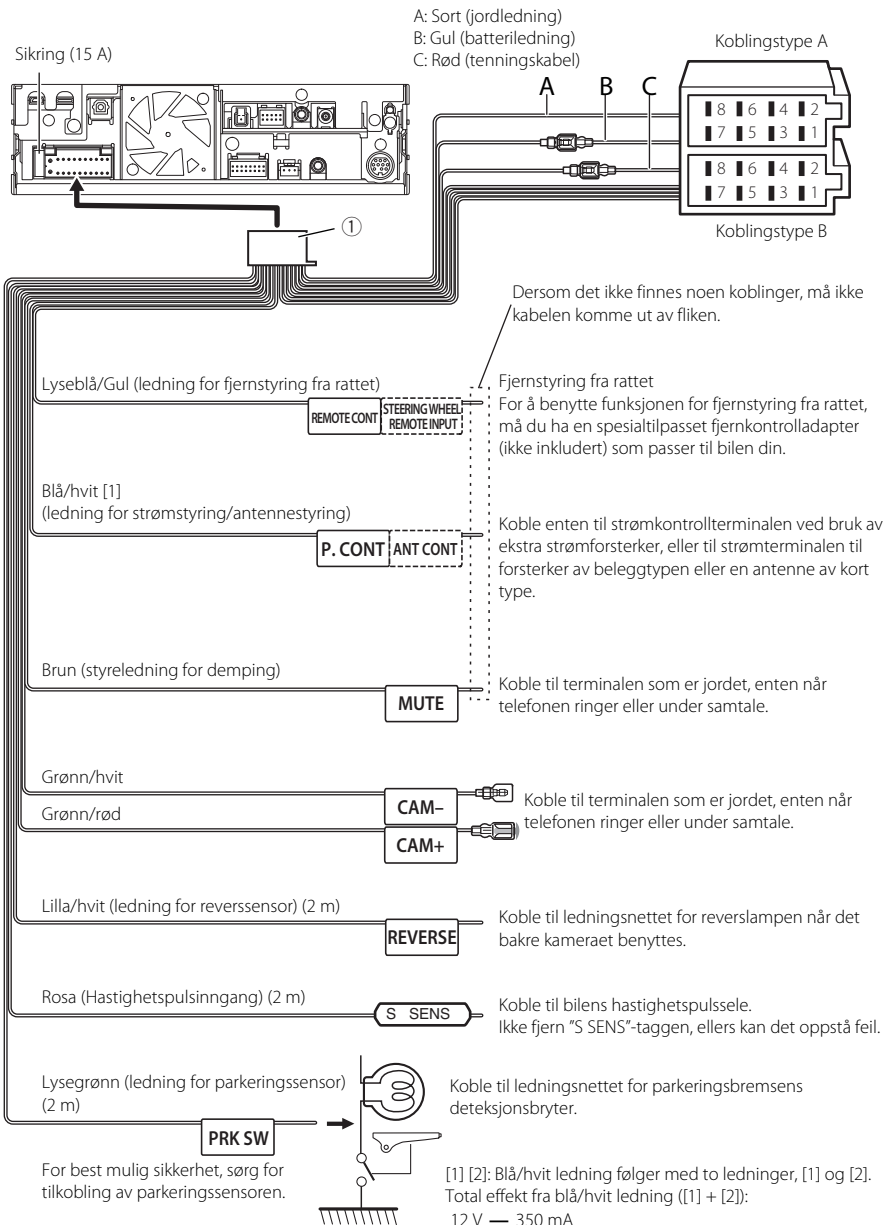 A: Sort (jordledning)
B: Gul (batteriledning)
C: Rød (tenningskabel)
Sikring (15 A)
Koblingstype A
A B C
8 6 4 2
7 5 3 1
8 6 4 2
7 5 3 1
Koblingstype B
①
Dersom det ikke finnes noen koblinger, må ikke
kabelen komme ut av fliken.
Lyseblå/Gul (ledning for fjernstyring fra rattet)
REMOTE CONT
STEERING WHEEL
REMOTE INPUT
Fjernstyring fra rattet
For å benytte funksjonen for fjernstyring fra rattet,
må du ha en spesialtilpasset fjernkontrolladapter
(ikke inkludert) som passer til bilen din.
Blå/hvit [1]
(ledning for strømstyring/antennestyring)
P. CONT
ANT CONT
Koble enten til strømkontrollterminalen ved bruk av
ekstra strømforsterker, eller til strømterminalen til
forsterker av beleggtypen eller en antenne av kort
type.
Brun (styreledning for demping)
MUTE
Koble til terminalen som er jordet, enten når
telefonen ringer eller under samtale.
Grønn/hvit
CAM–
Grønn/rød
CAM+
Koble til terminalen som er jordet, enten når
telefonen ringer eller under samtale.
Lilla/hvit (ledning for reverssensor) (2 m)
REVERSE
Koble til ledningsnettet for reverslampen når det
bakre kameraet benyttes.
Rosa (Hastighetspulsinngang) (2 m)
S SENS
Koble til bilens hastighetspulssele.
Ikke fjern "S SENS"-taggen, ellers kan det oppstå feil.
Lysegrønn (ledning for parkeringssensor)
(2 m)
PRK SW
Koble til ledningsnettet for parkeringsbremsens
deteksjonsbryter.
For best mulig sikkerhet, sørg for
tilkobling av parkeringssensoren.
[1] [2]: Blå/hvit ledning følger med to ledninger, [1] og [2].
Total effekt fra blå/hvit ledning ([1] + [2]):
12 V — 350 mA